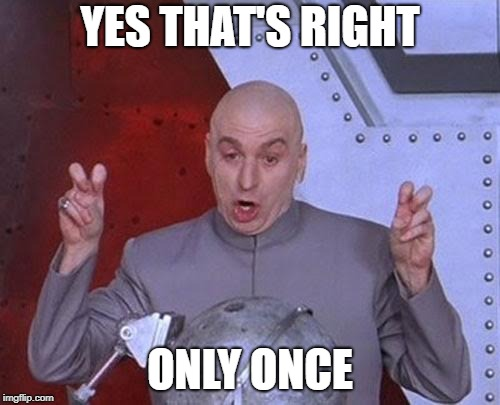 YES THAT'S RIGHT
ONLY ONCE
imgflip.com